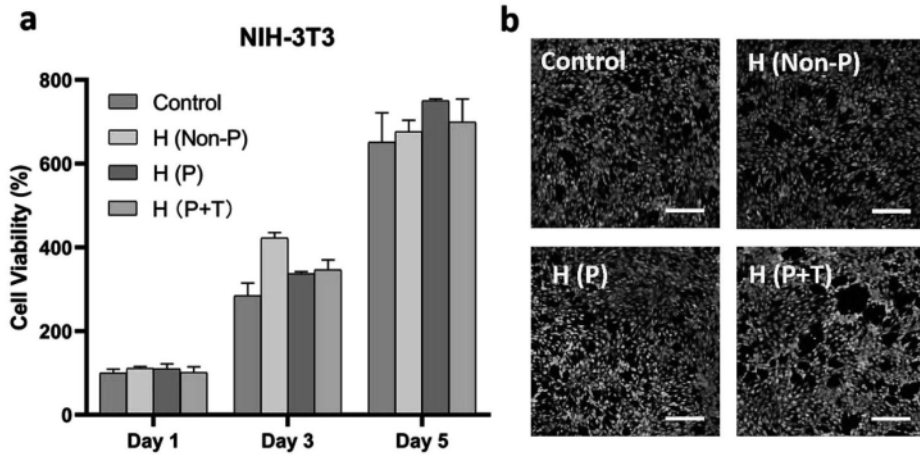 a
NIH-3T3
Cell Viability (%)
800
600
400
200
0
Control
H (Non-P)
H (P)
H (P+T)
Day 1
Day 3
Day 5
b
Control
H (Non-P)
H (P)
H (P+T)